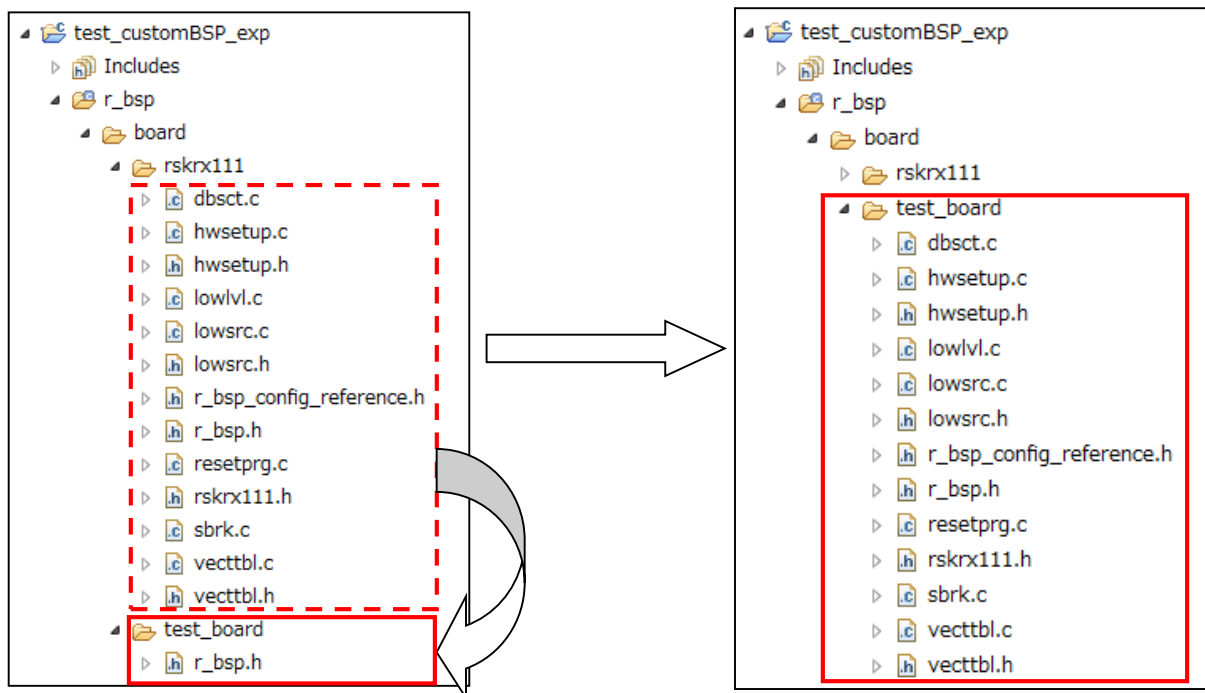 test_customBSP_exp
Includes
r_bsp
board
rskrx111
dbsct.c
hwsetup.c
hwsetup.h
lowlvl.c
lowsrc.c
lowsrc.h
r_bsp_config_reference.h
r_bsp.h
resetprg.c
rskrx111.h
sbrk.c
vecttbl.c
vecttbl.h
test_board
r_bsp.h
test_customBSP_exp
Includes
r_bsp
board
rskrx111
test_board
dbsct.c
hwsetup.c
hwsetup.h
lowlvl.c
lowsrc.c
lowsrc.h
r_bsp_config_reference.h
r_bsp.h
resetprg.c
rskrx111.h
sbrk.c
vecttbl.c
vecttbl.h